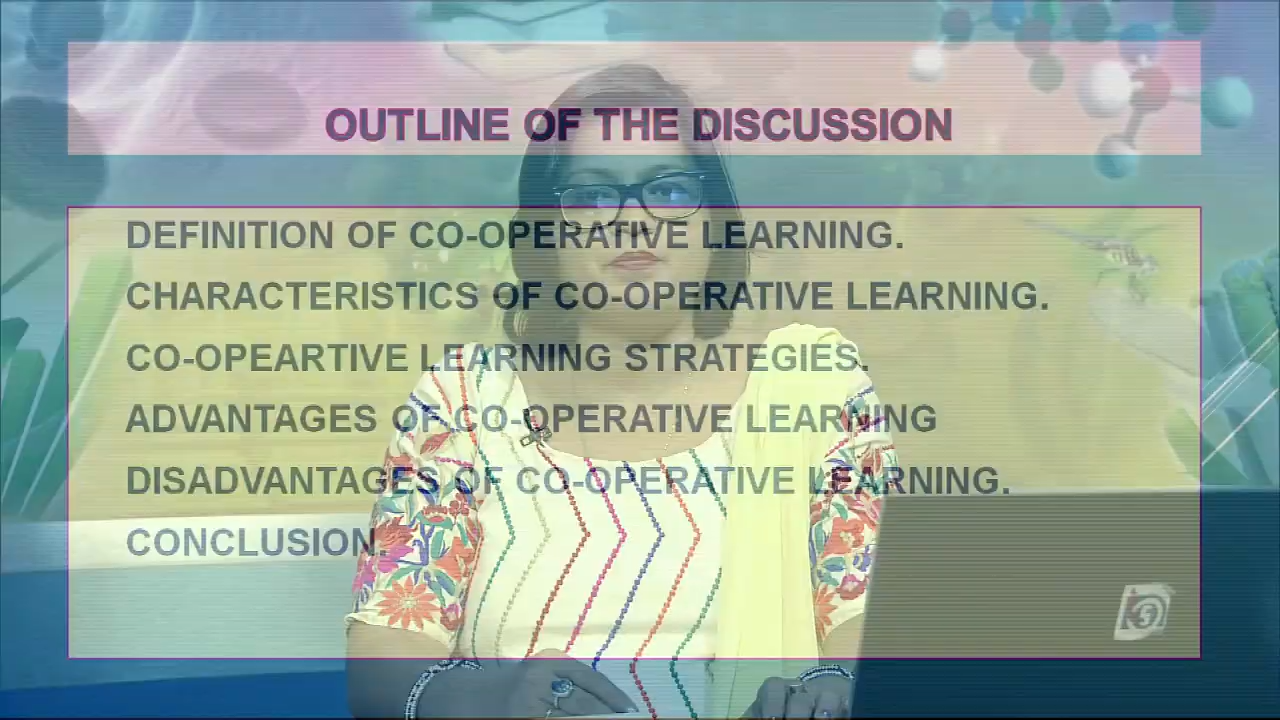 OUTLINE OF THE DISCUSSION
DEFINITION OF CO-OPERATIVE LEARNING.
CHARACTERISTICS OF CO-OPERATIVE LEARNING.
CO-OPEARTIVE LEARNING STRATEGIES.
ADVANTAGES OF CO-OPERATIVE LEARNING
DISADVANTAGES OF CO-OPERATIVE LEARNING.
CONCLUSION.